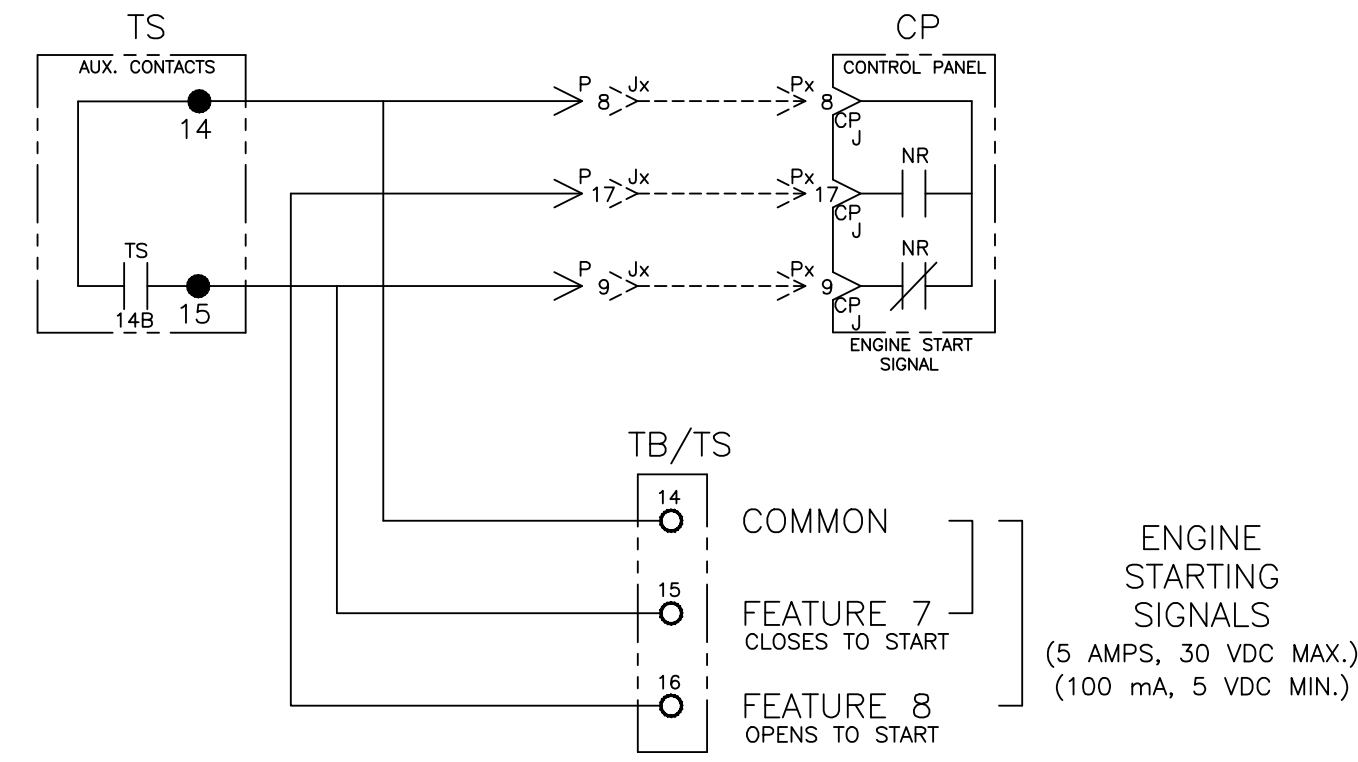 TS
CP
AUX. CONTACTS
CONTROL PANEL
14
P
8
Jx
Px
8
CP
J
P
17
Jx
Px
17
CP
J
NR
TS
14B
15
P
9
Jx
Px
9
CP
J
NR
ENGINE START
SIGNAL
TB/TS
14
COMMON
15
FEATURE 7
CLOSES TO START
16
FEATURE 8
OPENS TO START
ENGINE
STARTING
SIGNALS
(5 AMPS, 30 VDC MAX.)
(100 mA, 5 VDC MIN.)